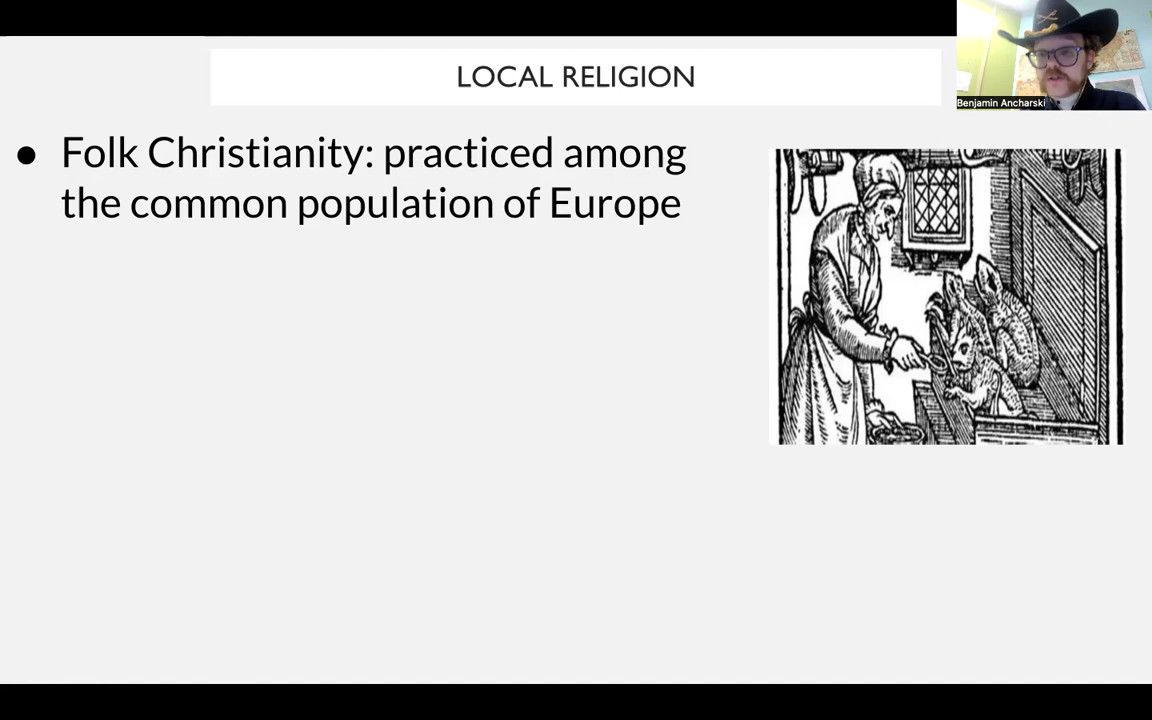 LOCAL RELIGION
Benjamin Ancharski
● Folk Christianity: practiced among
the common population of Europe